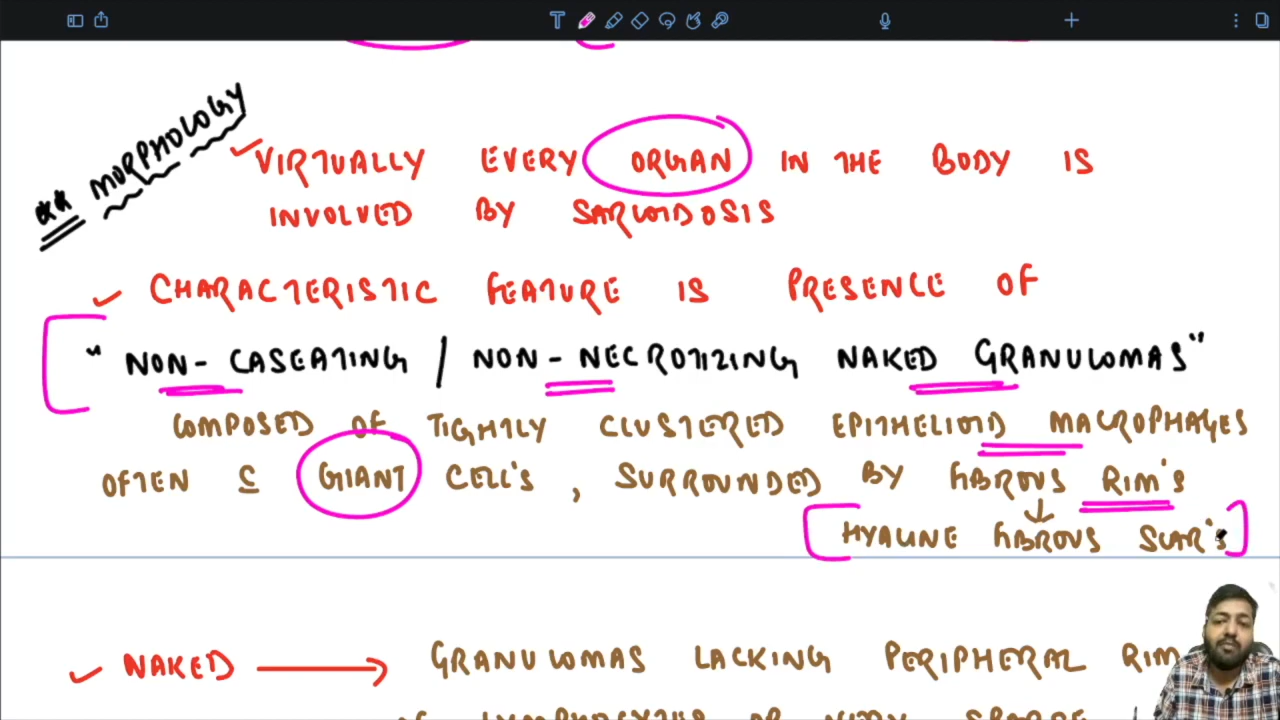 ** MORPHOLOGY
VIRTUALLY EVERY ORGAN IN THE BODY IS
INVOLVED BY SARCOIDOSIS
CHARACTERISTIC FEATURE IS PRESENCE OF
"NON-CASEATING / NON-NECROTIZING NAKED GRANULOMAS"
COMPOSED OF TIGHTLY CLUSTERED EPITHELIOID MACROPHAGES
OFTEN C GIANT CELL'S, SURROUNDED BY FIBROUS RIM'S
↓
[HYALINE FIBROUS SCAR'S]
NAKED → GRANULOMAS LACKING PERIPHERAL RIM